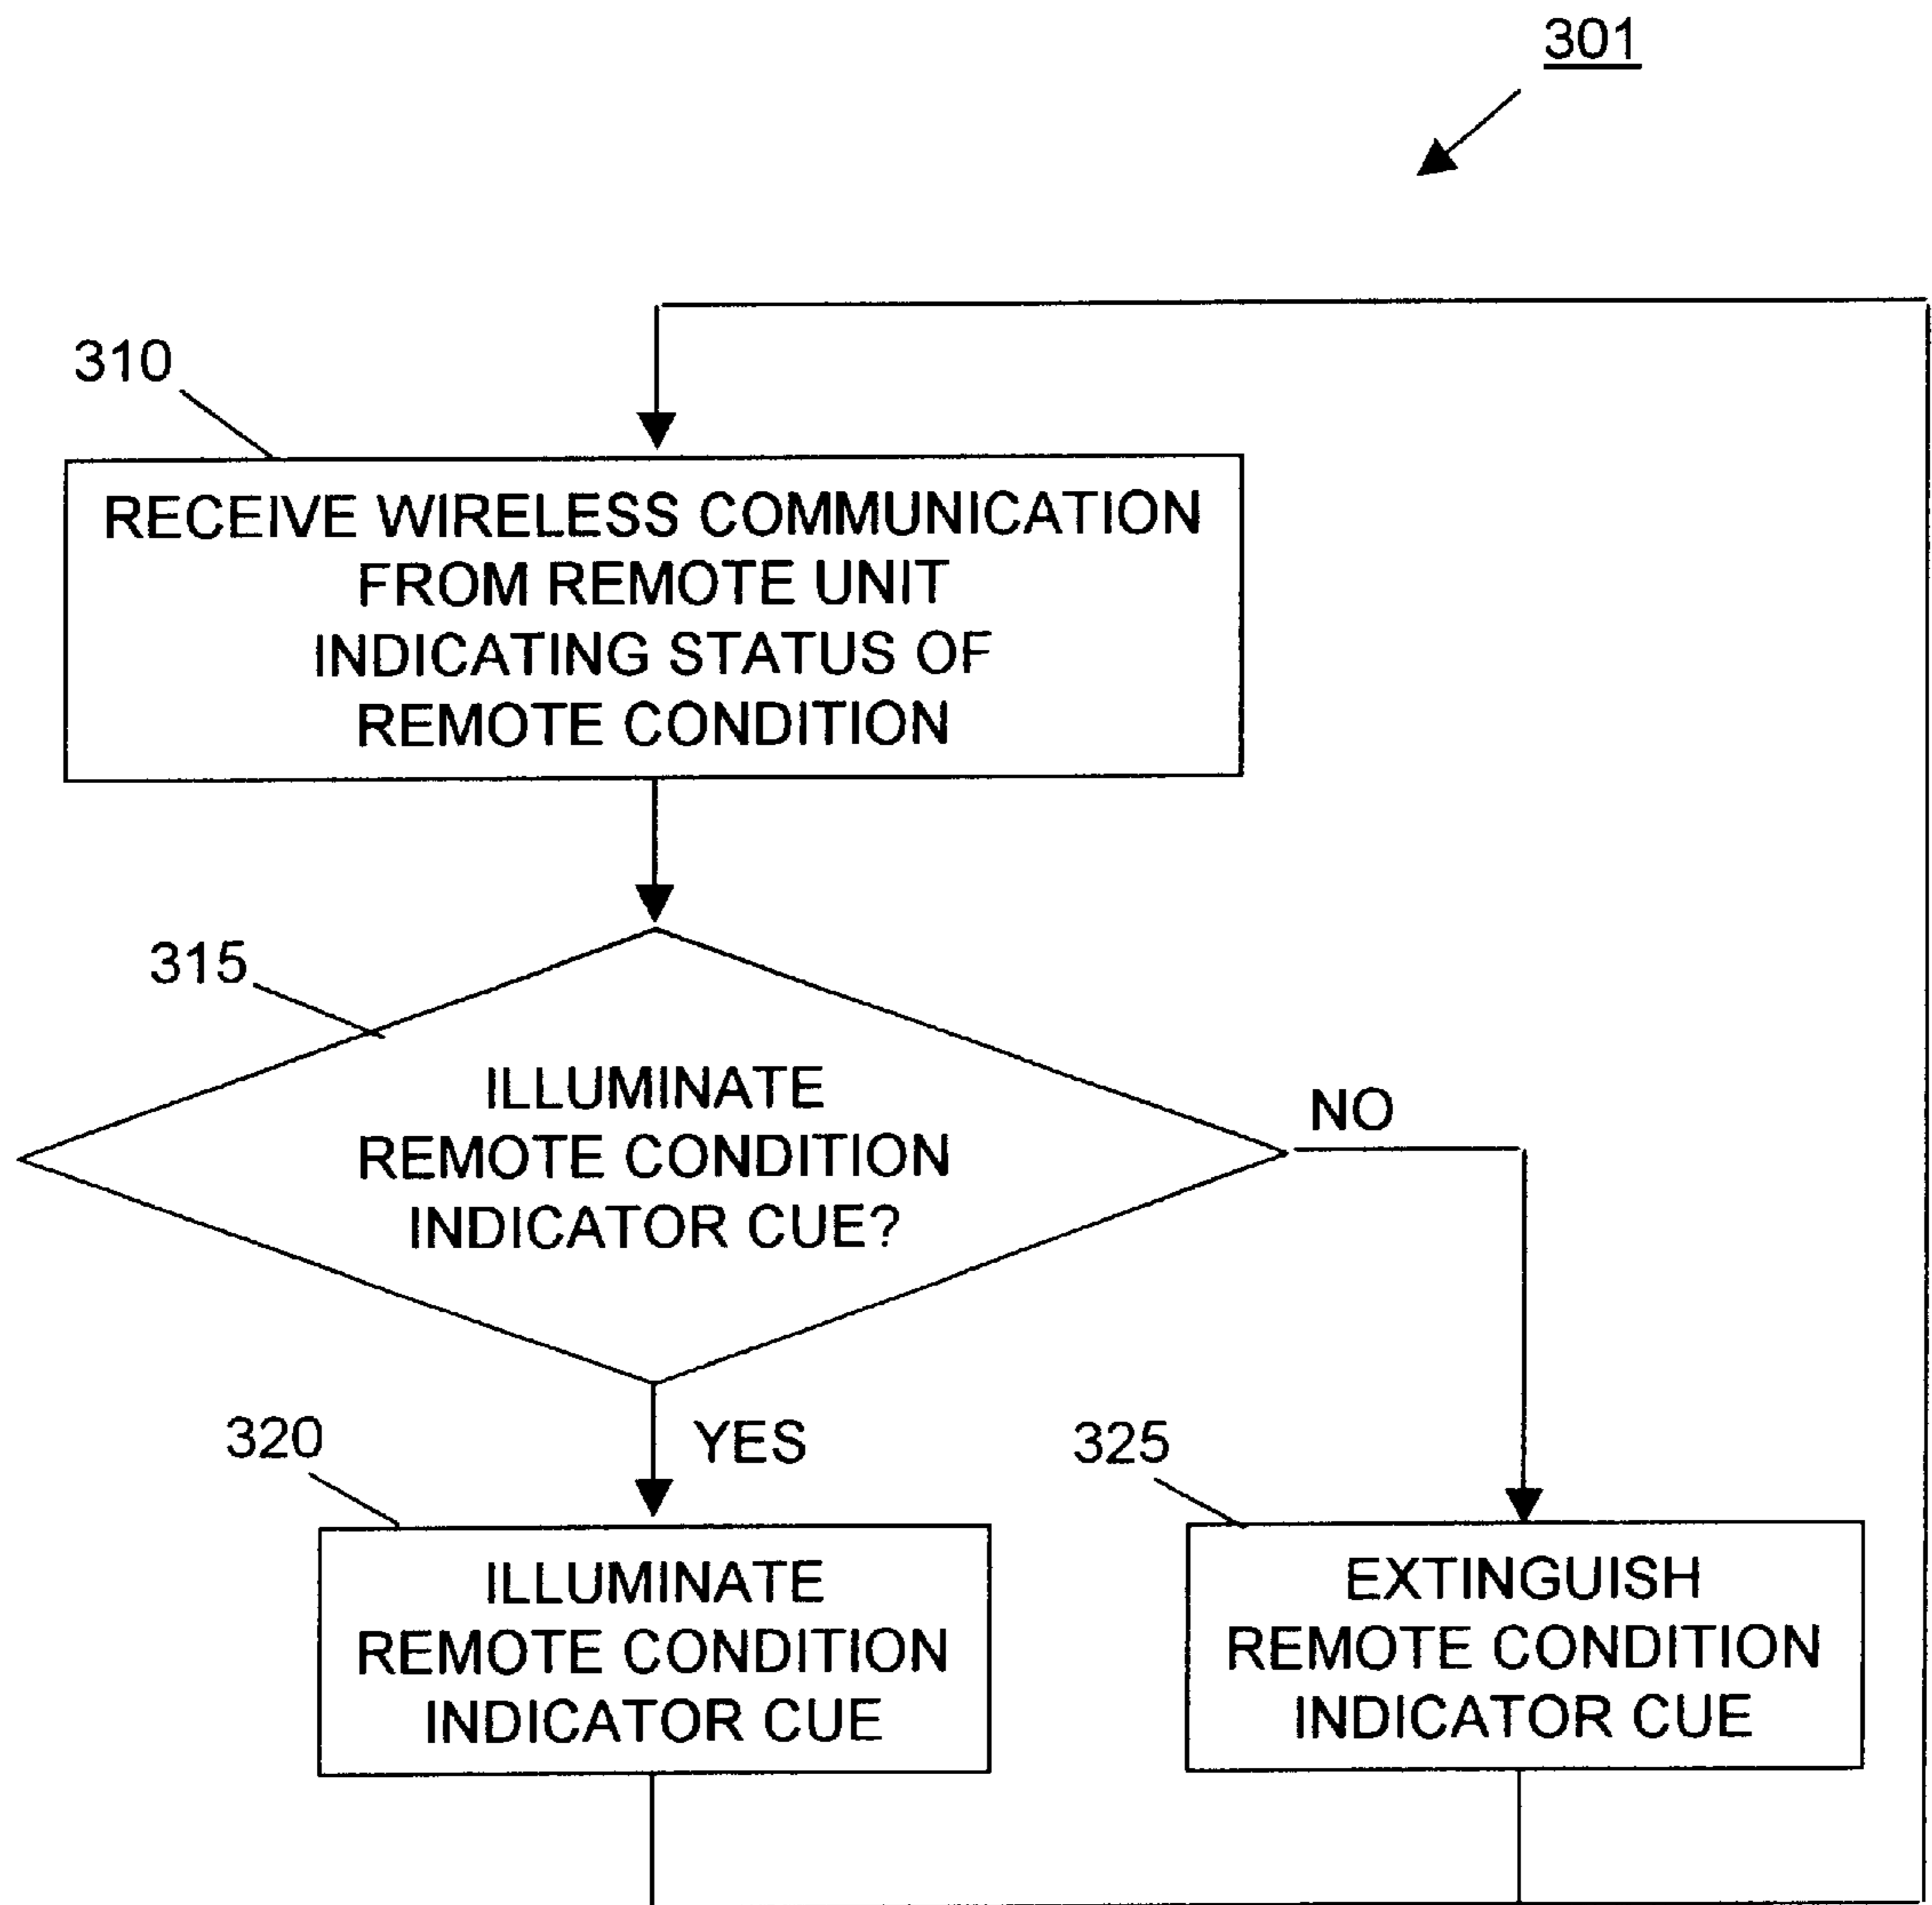 301
310
RECEIVE WIRELESS COMMUNICATION
FROM REMOTE UNIT
INDICATING STATUS OF
REMOTE CONDITION
315
ILLUMINATE
REMOTE CONDITION
INDICATOR CUE?
NO
YES
320
ILLUMINATE
REMOTE CONDITION
INDICATOR CUE
325
EXTINGUISH
REMOTE CONDITION
INDICATOR CUE